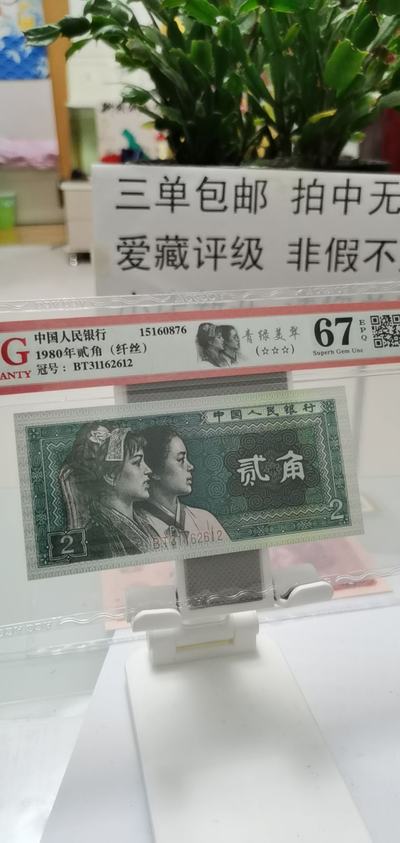 三单包邮 拍中无
爱藏评级 非假不
G
ANTY
中国人民银行
1980年贰角（纤丝）
冠号：BT31162612
15160876
青绿美翠
（☆☆☆）
67
EPQ
Superb Gem Unc
中国人民银行
贰角
2
BT31162612
2